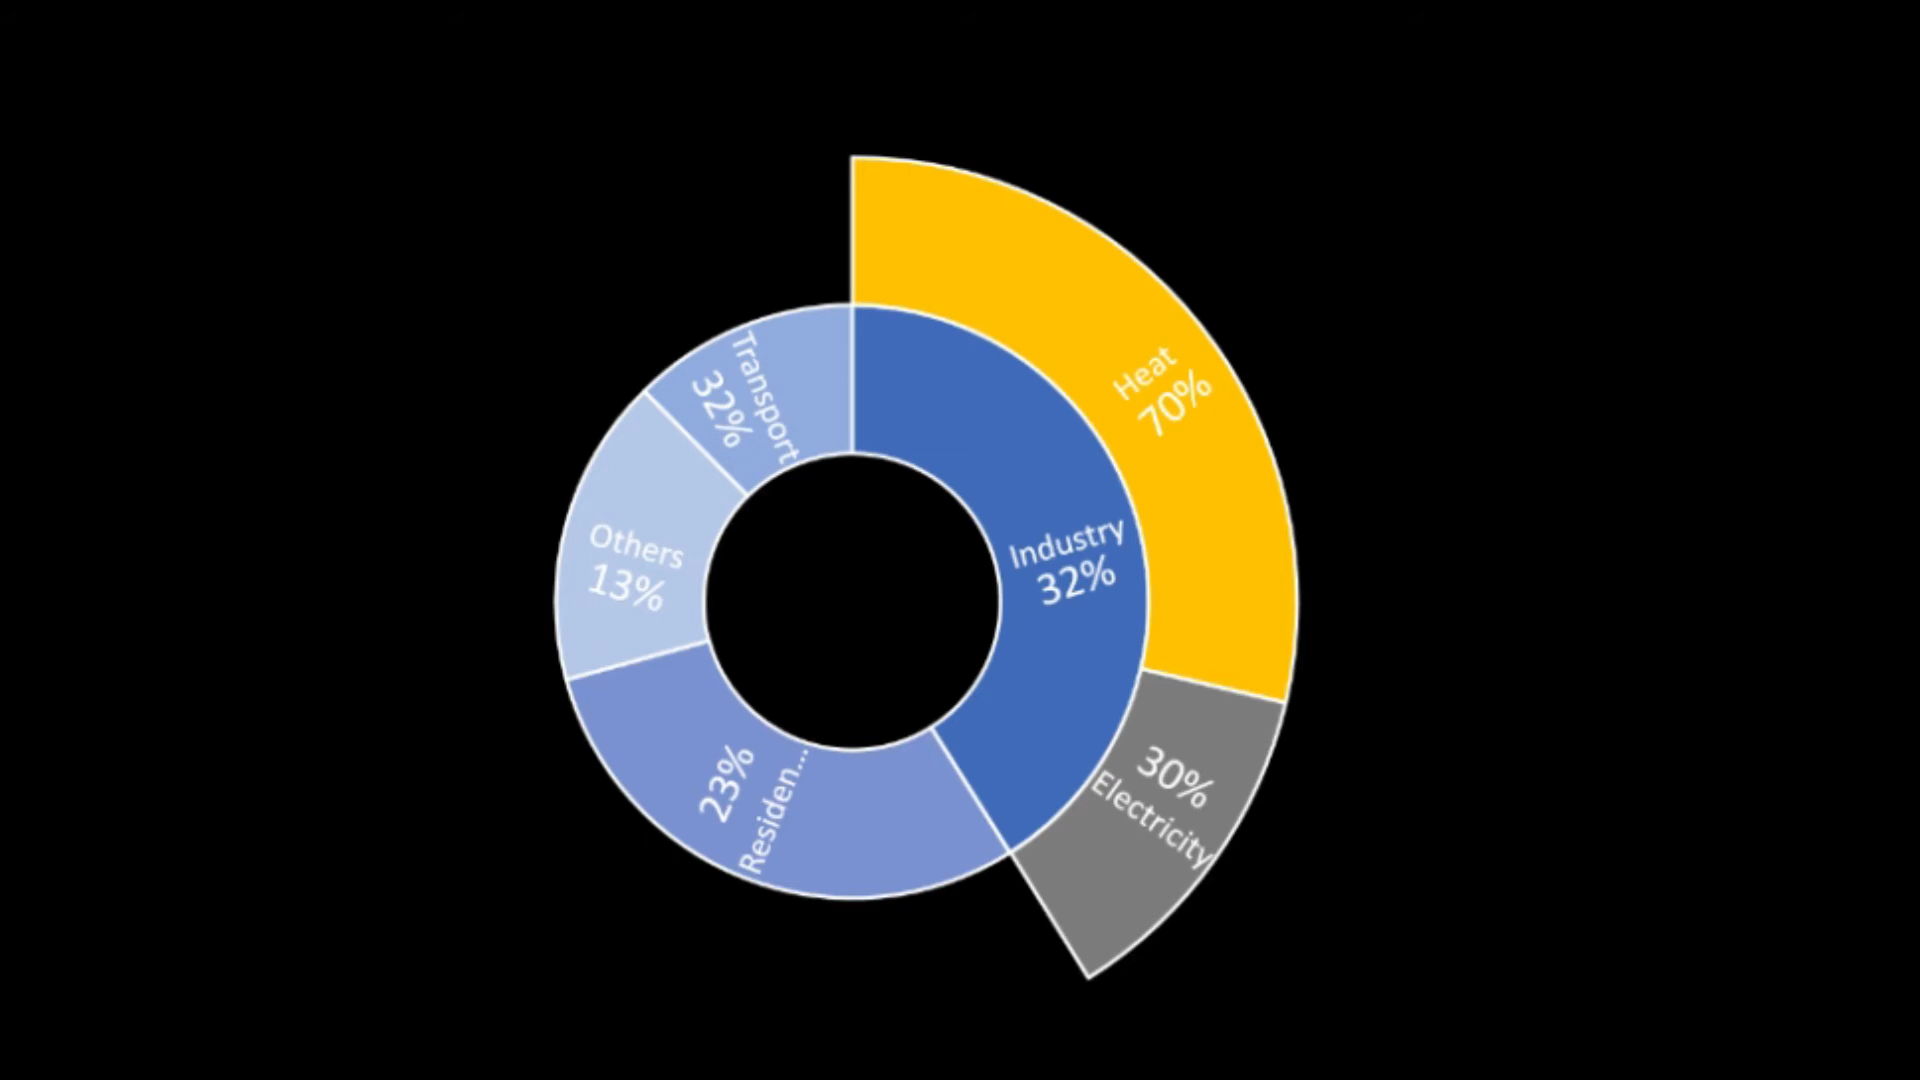 Heat
70%
Transport
32%
Industry
32%
Others
13%
30%
Electricity
23%
Residen...